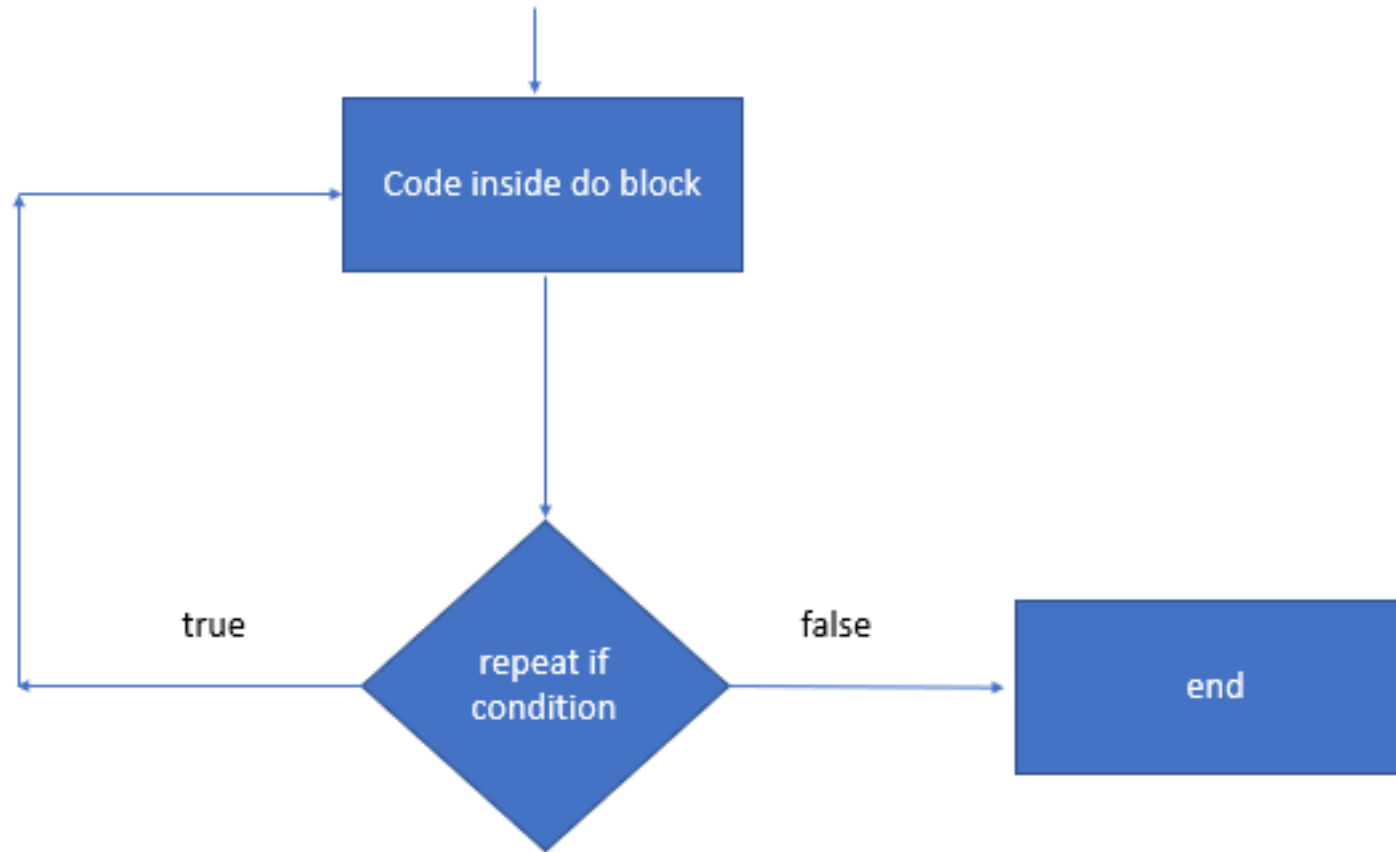 Code inside do block
true
false
repeat if
condition
end